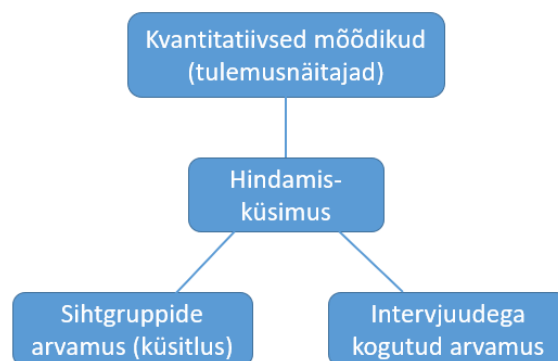 Kvantitatiivsed mõõdikud
(tulemusnäitajad)
Hindamis-
küsimus
Sihtgruppide
arvamus (küsitlus)
Intervjuudega
kogutud arvamus